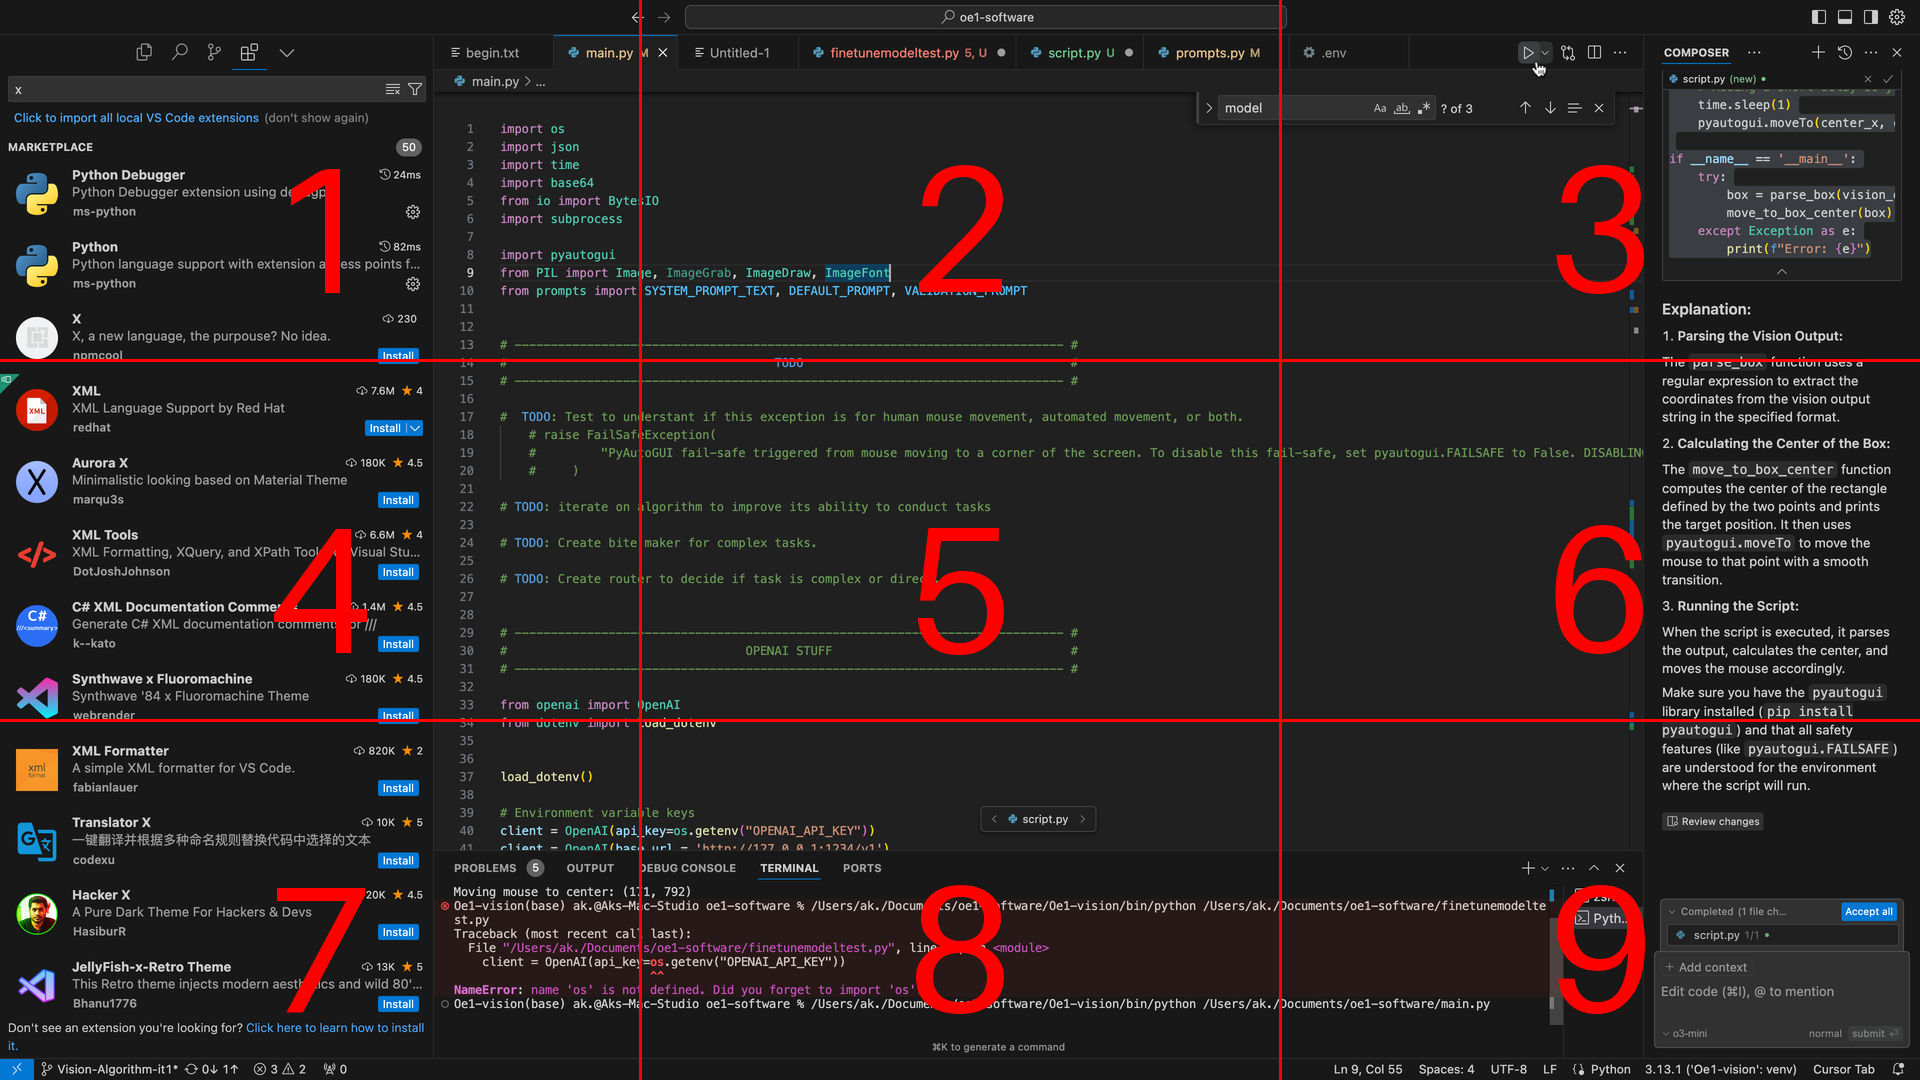 oe1-software
begin.txt
main.py M
Untitled-1
finetunemodeltest.py 5, U
script.py U
prompts.py M
.env
COMPOSER
x
Click to import all local VS Code extensions (don't show again)
MARKETPLACE 50
Python Debugger 24ms
Python Debugger extension using
ms-python
Python 82ms
Python language support with extension access points f...
ms-python
X 230
X, a new language, the purpouse? No idea.
npmcool Install
XML 7.6M 4
XML Language Support by Red Hat
redhat Install
Aurora X 180K 4.5
Minimalistic looking based on Material Theme
marqu3s Install
XML Tools 6.6M 4
XML Formatting, XQuery, and XPath Tools for Visual Stu...
DotJoshJohnson Install
C# XML Documentation Comments 1.4M 4.5
Generate C# XML documentation comments for ///
k--kato Install
Synthwave x Fluoromachine 180K 4.5
Synthwave '84 x Fluoromachine Theme
webrender Install
XML Formatter 820K 2
A simple XML formatter for VS Code.
fabianlauer Install
Translator X 10K 5
一键翻译并根据多种命名规则替换代码中选择的文本
codexu Install
Hacker X 20K 4.5
A Pure Dark Theme For Hackers & Devs
HasiburR Install
JellyFish-x-Retro Theme 13K 5
This Retro theme injects modern aesthetics and wild 80'...
Bhanu1776 Install
Don't see an extension you're looking for? Click here to learn how to install
it.
main.py > ...
model Aa ab .* ? of 3
1 import os
2 import json
3 import time
4 import base64
5 from io import BytesIO
6 import subprocess
7
8 import pyautogui
9 from PIL import Image, ImageGrab, ImageDraw, ImageFont
10 from prompts import SYSTEM_PROMPT_TEXT, DEFAULT_PROMPT, VALIDATION_PROMPT
11
12
13 # ---------------------------------------------------------------------------- #
14 # TODO #
15 # ---------------------------------------------------------------------------- #
16
17 # TODO: Test to understant if this exception is for human mouse movement, automated movement, or both.
18 # raise FailSafeException(
19 # "PyAutoGUI fail-safe triggered from mouse moving to a corner of the screen. To disable this fail-safe, set pyautogui.FAILSAFE to False. DISABLIN
20 # )
21
22 # TODO: iterate on algorithm to improve its ability to conduct tasks
23
24 # TODO: Create bite maker for complex tasks.
25
26 # TODO: Create router to decide if task is complex or direct.
27
28
29 # ---------------------------------------------------------------------------- #
30 # OPENAI STUFF #
31 # ---------------------------------------------------------------------------- #
32
33 from openai import OpenAI
34 from dotenv import load_dotenv
35
36
37 load_dotenv()
38
39 # Environment variable keys
40 client = OpenAI(api_key=os.getenv("OPENAI_API_KEY"))
41 client = OpenAI(base_url = 'http://127.0.0.1:1234/v1')
script.py
PROBLEMS 5 OUTPUT DEBUG CONSOLE TERMINAL PORTS
Moving mouse to center: (171, 792)
Oe1-vision(base) ak.@Aks-Mac-Studio oe1-software % /Users/ak./Documents/oe1-software/Oe1-vision/bin/python /Users/ak./Documents/oe1-software/finetunemodelte
st.py
Traceback (most recent call last):
File "/Users/ak./Documents/oe1-software/finetunemodeltest.py", line <module>
client = OpenAI(api_key=os.getenv("OPENAI_API_KEY"))
^^
NameError: name 'os' is not defined. Did you forget to import 'os'
Oe1-vision(base) ak.@Aks-Mac-Studio oe1-software % /Users/ak./Documents/oe1-software/Oe1-vision/bin/python /Users/ak./Documents/oe1-software/main.py
⌘K to generate a command
zsh
Pyth...
script.py (new)
time.sleep(1)
pyautogui.moveTo(center_x,
if __name__ == '__main__':
try:
box = parse_box(vision_
move_to_box_center(box)
except Exception as e:
print(f"Error: {e}")
Explanation:
1. Parsing the Vision Output:
The parse_box function uses a
regular expression to extract the
coordinates from the vision output
string in the specified format.
2. Calculating the Center of the Box:
The move_to_box_center function
computes the center of the rectangle
defined by the two points and prints
the target position. It then uses
pyautogui.moveTo to move the
mouse to that point with a smooth
transition.
3. Running the Script:
When the script is executed, it parses
the output, calculates the center, and
moves the mouse accordingly.
Make sure you have the pyautogui
library installed (pip install
pyautogui) and that all safety
features (like pyautogui.FAILSAFE)
are understood for the environment
where the script will run.
Review changes
Completed (1 file ch... Accept all
script.py 1/1
+ Add context
Edit code (⌘I), @ to mention
o3-mini normal submit
Vision-Algorithm-it1* 0↓ 1↑ 3 2 0
Ln 9, Col 55 Spaces: 4 UTF-8 LF Python 3.13.1 ('Oe1-vision': venv) Cursor Tab
1
2
3
4
5
6
7
8
9